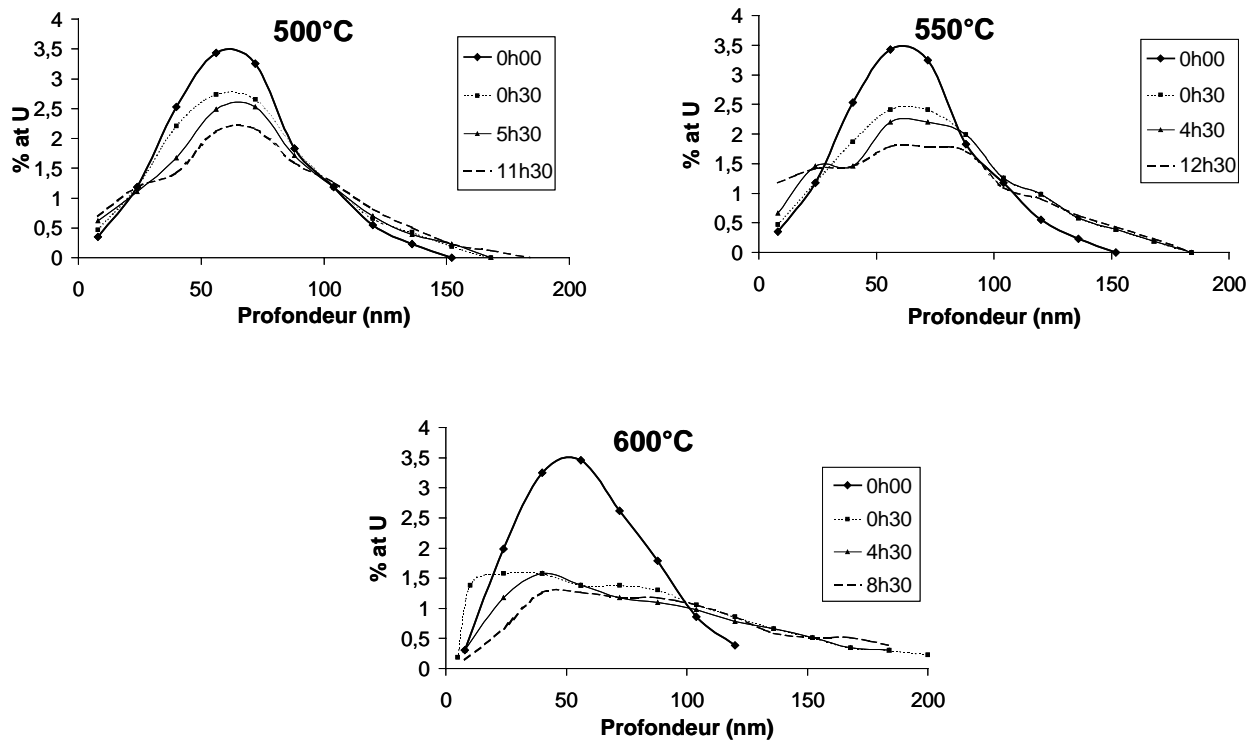 500°C
% at U
4
3,5
3
2,5
2
1,5
1
0,5
0
0 50 100 150 200
Profondeur (nm)
0h00
0h30
5h30
11h30
550°C
% at U
4
3,5
3
2,5
2
1,5
1
0,5
0
0 50 100 150 200
Profondeur (nm)
0h00
0h30
4h30
12h30
600°C
% at U
4
3,5
3
2,5
2
1,5
1
0,5
0
0 50 100 150 200
Profondeur (nm)
0h00
0h30
4h30
8h30